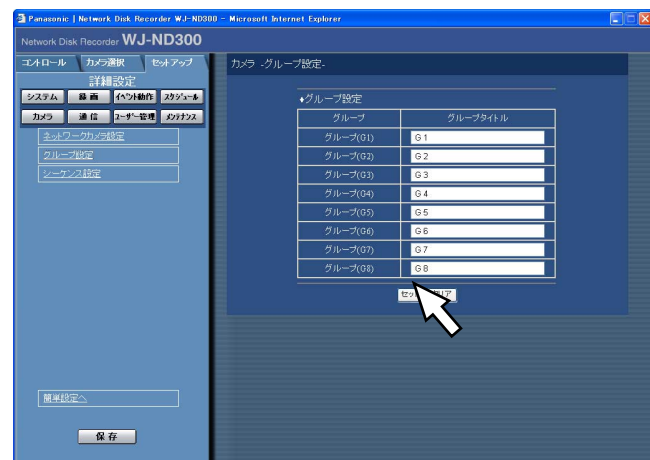 Panasonic | Network Disk Recorder WJ-ND300 - Microsoft Internet Explorer
Network Disk Recorder WJ-ND300
コントロール カメラ選択 セットアップ
詳細設定
システム 録画 イベント動作 スケジュール
カメラ 通信 ユーザー管理 メンテナンス
ネットワークカメラ設定
グループ設定
シーケンス設定
簡単設定へ
保存
カメラ -グループ設定-
♦グループ設定
グループ グループタイトル
グループ(G1) G1
グループ(G2) G2
グループ(G3) G3
グループ(G4) G4
グループ(G5) G5
グループ(G6) G6
グループ(G7) G7
グループ(G8) G8